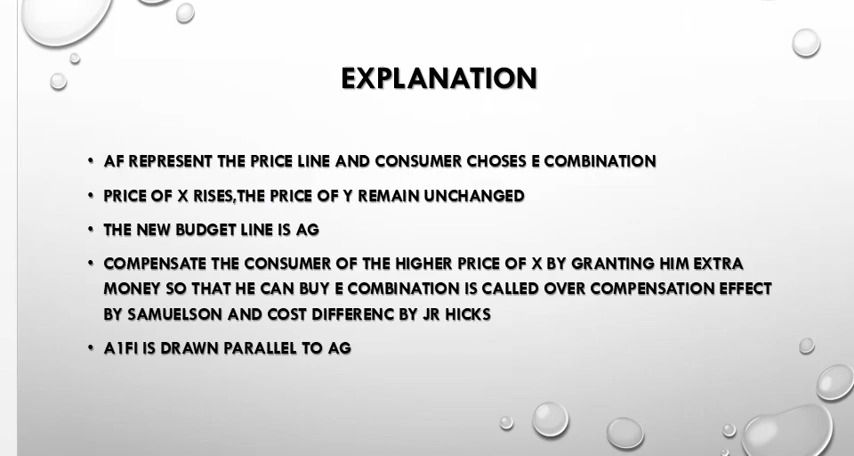 EXPLANATION
• AF REPRESENT THE PRICE LINE AND CONSUMER CHOSES E COMBINATION
• PRICE OF X RISES,THE PRICE OF Y REMAIN UNCHANGED
• THE NEW BUDGET LINE IS AG
• COMPENSATE THE CONSUMER OF THE HIGHER PRICE OF X BY GRANTING HIM EXTRA
MONEY SO THAT HE CAN BUY E COMBINATION IS CALLED OVER COMPENSATION EFFECT
BY SAMUELSON AND COST DIFFERENC BY JR HICKS
• A1FI IS DRAWN PARALLEL TO AG